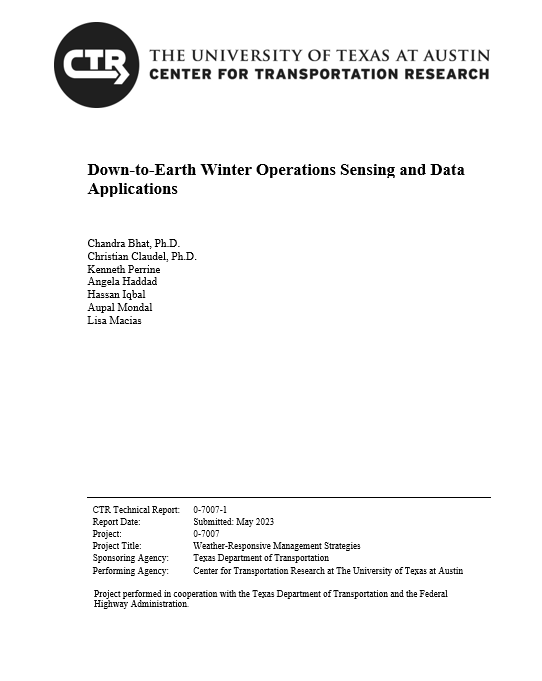 CTR
THE UNIVERSITY OF TEXAS AT AUSTIN
CENTER FOR TRANSPORTATION RESEARCH
Down-to-Earth Winter Operations Sensing and Data
Applications
Chandra Bhat, Ph.D.
Christian Claudel, Ph.D.
Kenneth Perrine
Angela Haddad
Hassan Iqbal
Aupal Mondal
Lisa Macias
CTR Technical Report: 0-7007-1
Report Date: Submitted: May 2023
Project: 0-7007
Project Title: Weather-Responsive Management Strategies
Sponsoring Agency: Texas Department of Transportation
Performing Agency: Center for Transportation Research at The University of Texas at Austin
Project performed in cooperation with the Texas Department of Transportation and the Federal
Highway Administration.